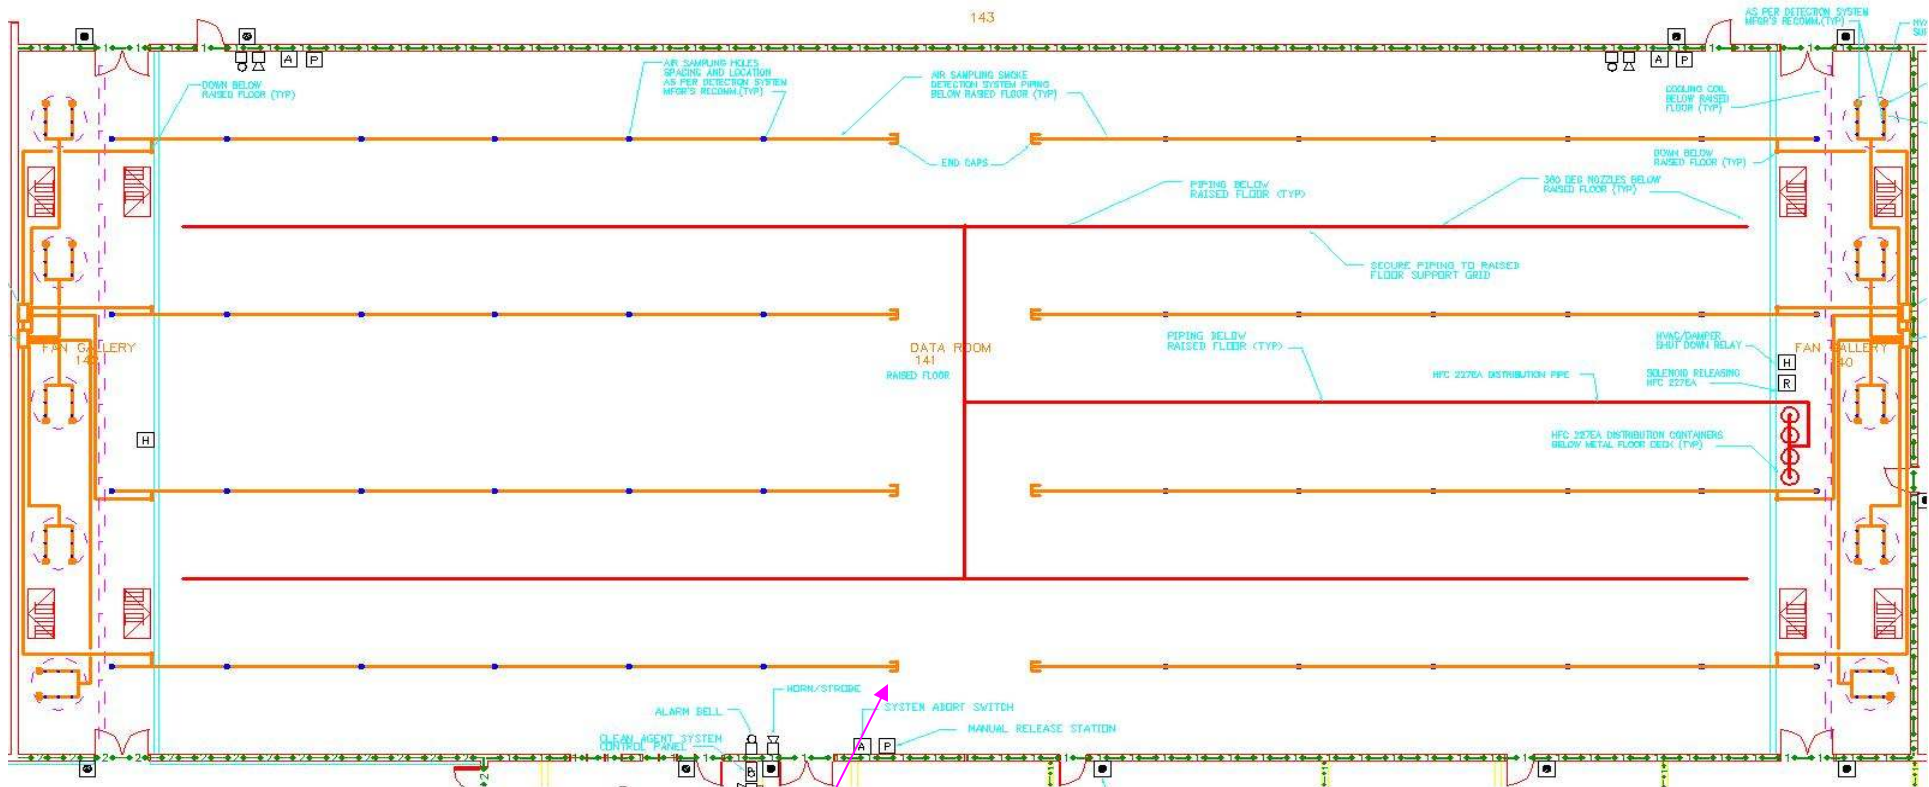 143
AS PER DETECTION SYSTEM
MFGR'S RECOMM.(TYP)
A
P
A
P
DOWN BELOW
RAISED FLOOR (TYP)
AIR SAMPLING HOLES
SPACING AND LOCATION
AS PER DETECTION SYSTEM
MFGR'S RECOMM.(TYP)
AIR SAMPLING SMOKE
DETECTION SYSTEM PIPING
BELOW RAISED FLOOR (TYP)
COOLING COIL
BELOW RAISED
FLOOR (TYP)
END CAPS
DOWN BELOW
RAISED FLOOR (TYP)
PIPING BELOW
RAISED FLOOR (TYP)
360 DEG NOZZLES BELOW
RAISED FLOOR (TYP)
SECURE PIPING TO RAISED
FLOOR SUPPORT GRID
FAN GALLERY
DATA ROOM
141
RAISED FLOOR
PIPING BELOW
RAISED FLOOR (TYP)
HVAC/DAMPER
SHUT DOWN RELAY
H
FAN GALLERY
HFC 227EA DISTRIBUTION PIPE
SOLENOID RELEASING
HFC 227EA
R
H
HFC 227EA DISTRIBUTION CONTAINERS
BELOW METAL FLOOR DECK (TYP)
HORN/STROBE
ALARM BELL
SYSTEM ABORT SWITCH
CLEAN AGENT SYSTEM
CONTROL PANEL
A
P
MANUAL RELEASE STATION